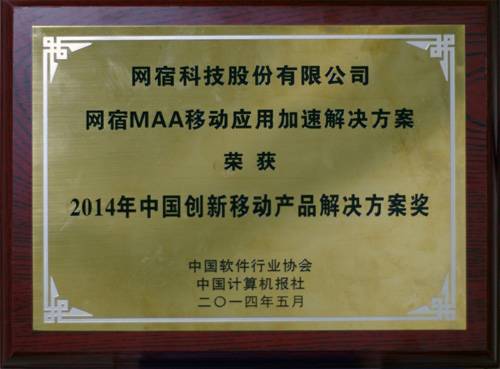 网宿科技股份有限公司
网宿MAA移动应用加速解决方案
荣获
2014年中国创新移动产品解决方案奖
中国软件行业协会
中国计算机报社
二〇一四年五月